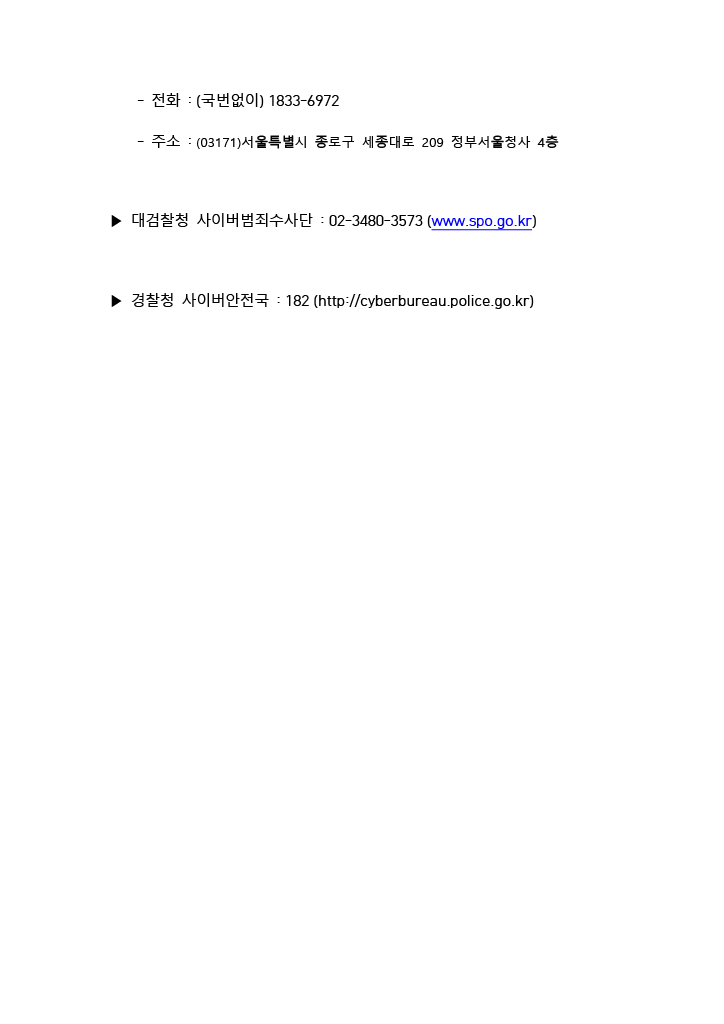 - 전화 : (국번없이) 1833-6972
- 주소 : (03171)서울특별시 종로구 세종대로 209 정부서울청사 4층
▶ 대검찰청 사이버범죄수사단 : 02-3480-3573 (www.spo.go.kr)
▶ 경찰청 사이버안전국 : 182 (http://cyberbureau.police.go.kr)